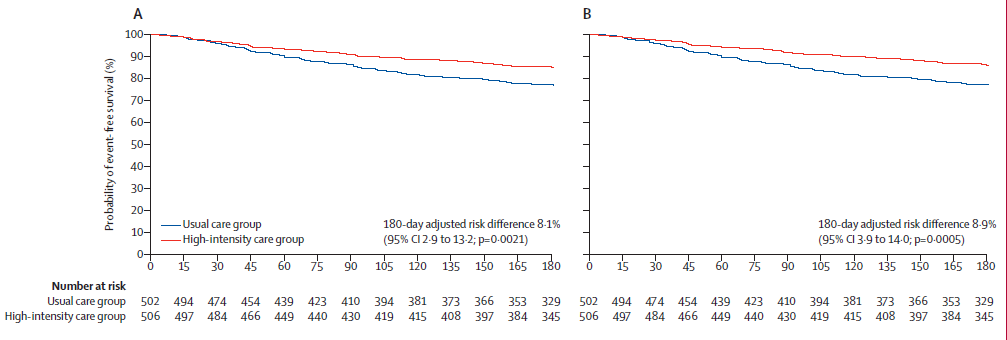 A
Probability of event-free survival (%)
100
90
80
70
60
50
40
30
20
10
0
Usual care group
High-intensity care group
180-day adjusted risk difference 8·1%
(95% CI 2·9 to 13·2; p=0·0021)
0 15 30 45 60 75 90 105 120 135 150 165 180
B
180-day adjusted risk difference 8·9%
(95% CI 3·9 to 14·0; p=0·0005)
0 15 30 45 60 75 90 105 120 135 150 165 180
Number at risk
Usual care group 502 494 474 454 439 423 410 394 381 373 366 353 329 502 494 474 454 439 423 410 394 381 373 366 353 329
High-intensity care group 506 497 484 466 449 440 430 419 415 408 397 384 345 506 497 484 466 449 440 430 419 415 408 397 384 345